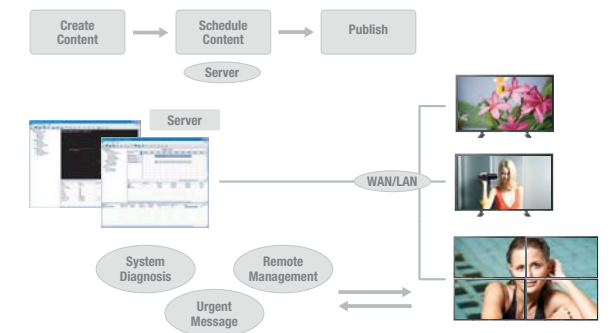 Create
Content
Schedule
Content
Publish
Server
Server
WAN/LAN
System
Diagnosis
Remote
Management
Urgent
Message